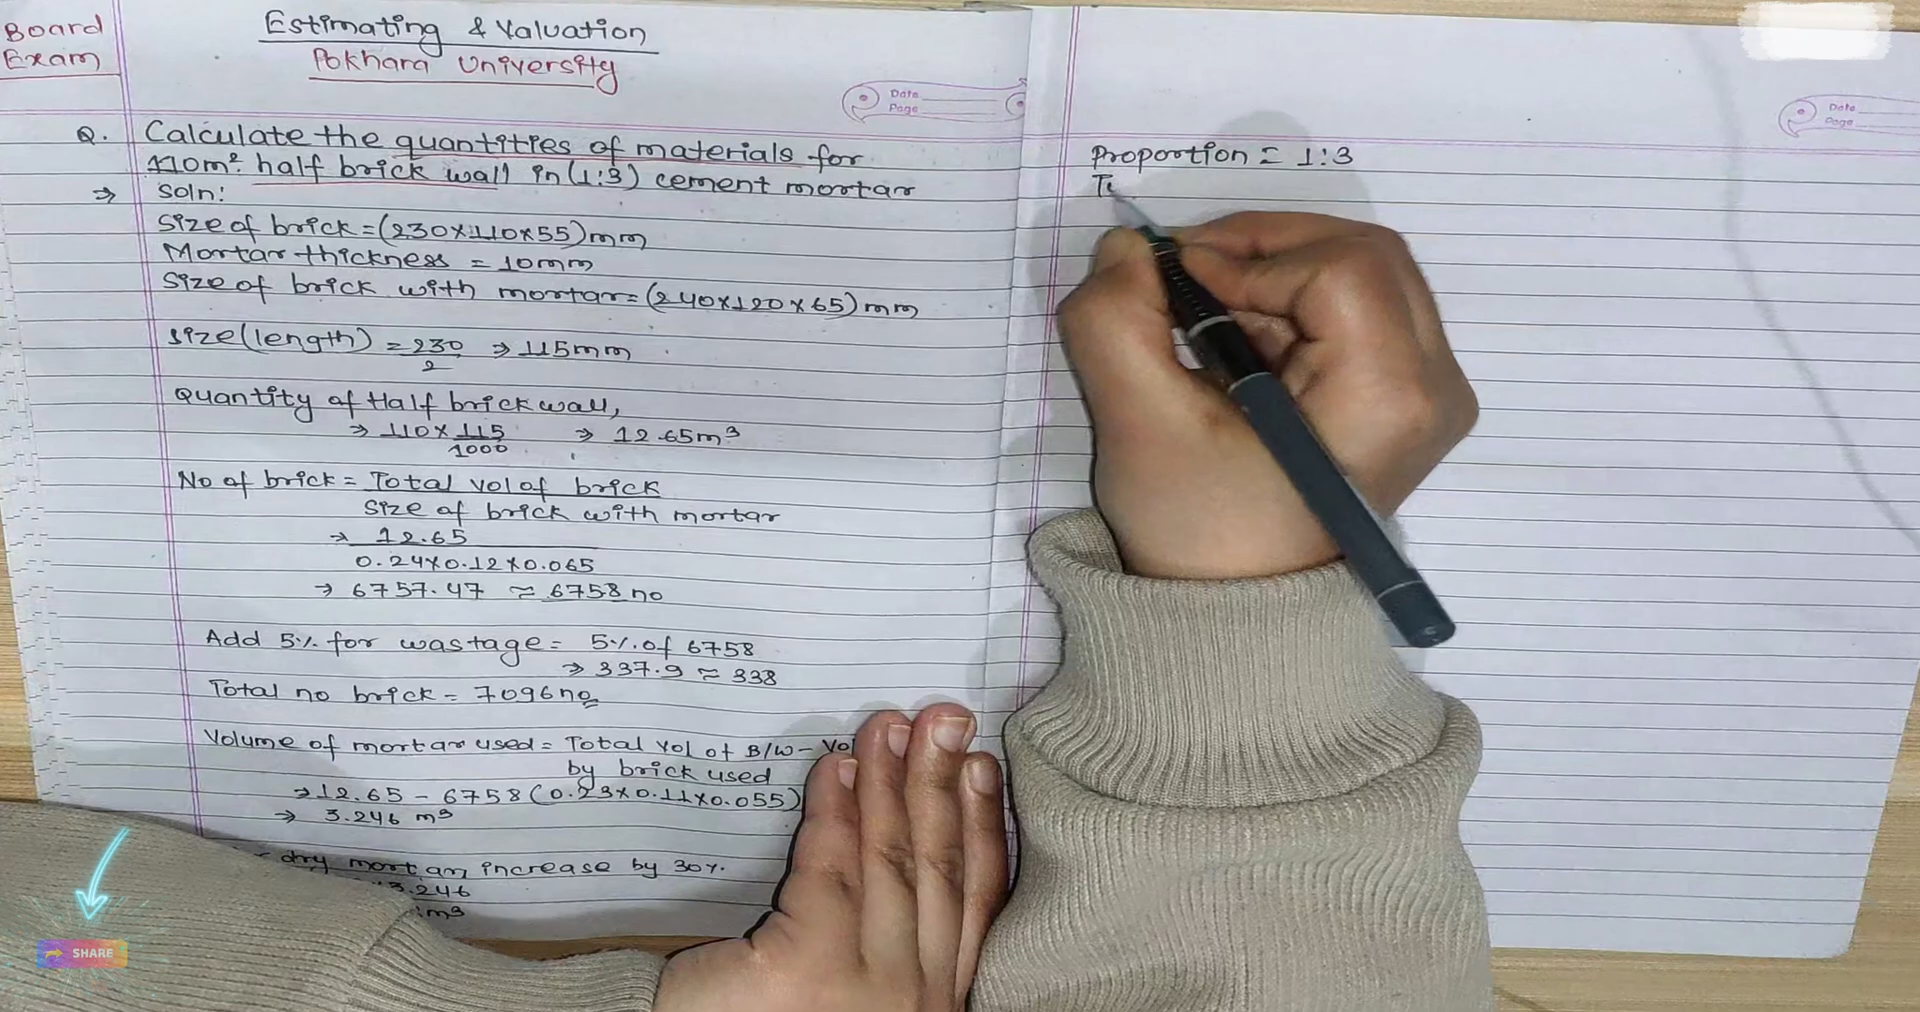 Board
Exam
Estimating & Valuation
Pokhara University
Date
Page
Q. Calculate the quantities of materials for
110m² half brick wall in (1:3) cement mortar
⇒ Soln:
Size of brick = (230×110×55)mm
Mortar thickness = 10mm
Size of brick with mortar = (240×120×65)mm
size(length) = 230/2 ⇒ 115mm
Quantity of Half brick wall,
⇒ 110 × 115/1000 ⇒ 12.65m³
No of brick = Total vol of brick
Size of brick with mortar
→ 12.65
0.24×0.12×0.065
→ 6757.47 ≈ 6758 no
Add 5% for wastage = 5% of 6758
⇒ 337.9 ≈ 338
Total no brick = 7096 no
Volume of mortar used = Total vol of B/W - Vol
by brick used
⇒ 12.65 - 6758 (0.23×0.11×0.055)
⇒ 3.246 m³
dry mortar increase by 30%.
3.246
m³
SHARE
Date
Page
Proportion = 1:3